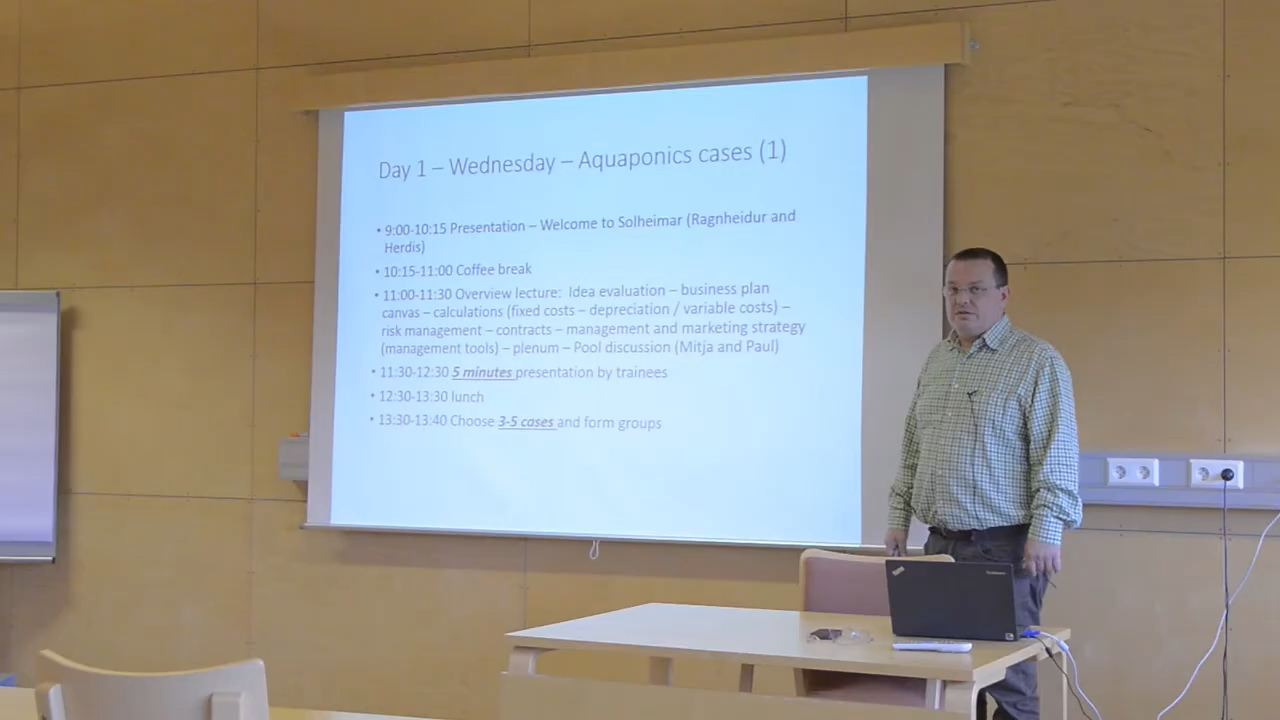 Day 1 – Wednesday – Aquaponics cases (1)
• 9:00-10:15 Presentation – Welcome to Solheimar (Ragnheidur and
Herdis)
• 10:15-11:00 Coffee break
• 11:00-11:30 Overview lecture: Idea evaluation – business plan
canvas – calculations (fixed costs – depreciation / variable costs) –
risk management – contracts – management and marketing strategy
(management tools) – plenum – Pool discussion (Mitja and Paul)
• 11:30-12:30 5 minutes presentation by trainees
• 12:30-13:30 lunch
• 13:30-13:40 Choose 3-5 cases and form groups